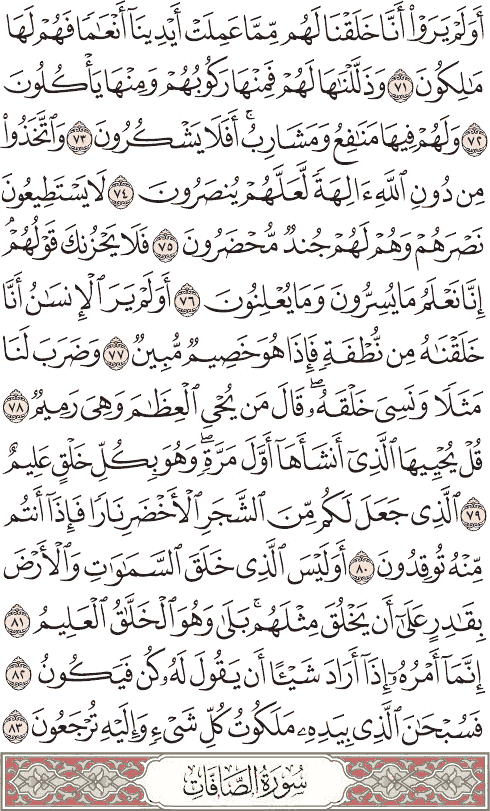 أَوَلَمْ يَرَوْا۟ أَنَّا خَلَقْنَا لَهُم مِّمَّا عَمِلَتْ أَيْدِينَآ أَنْعَـٰمًا فَهُمْ لَهَا
مَـٰلِكُونَ ٧١ وَذَلَّلْنَـٰهَا لَهُمْ فَمِنْهَا رَكُوبُهُمْ وَمِنْهَا يَأْكُلُونَ
٧٢ وَلَهُمْ فِيهَا مَنَـٰفِعُ وَمَشَارِبُ ۚ أَفَلَا يَشْكُرُونَ ٧٣ وَٱتَّخَذُوا۟
مِن دُونِ ٱللَّهِ ءَالِهَةً لَّعَلَّهُمْ يُنصَرُونَ ٧٤ لَا يَسْتَطِيعُونَ
نَصْرَهُمْ وَهُمْ لَهُمْ جُندٌ مُّحْضَرُونَ ٧٥ فَلَا يَحْزُنكَ قَوْلُهُمْ ۘ
إِنَّا نَعْلَمُ مَا يُسِرُّونَ وَمَا يُعْلِنُونَ ٧٦ أَوَلَمْ يَرَ ٱلْإِنسَـٰنُ أَنَّا
خَلَقْنَـٰهُ مِن نُّطْفَةٍ فَإِذَا هُوَ خَصِيمٌ مُّبِينٌ ٧٧ وَضَرَبَ لَنَا
مَثَلًا وَنَسِىَ خَلْقَهُۥ ۖ قَالَ مَن يُحْىِ ٱلْعِظَـٰمَ وَهِىَ رَمِيمٌ ٧٨
قُلْ يُحْيِيهَا ٱلَّذِىٓ أَنشَأَهَآ أَوَّلَ مَرَّةٍ ۖ وَهُوَ بِكُلِّ خَلْقٍ عَلِيمٌ
٧٩ ٱلَّذِى جَعَلَ لَكُم مِّنَ ٱلشَّجَرِ ٱلْأَخْضَرِ نَارًا فَإِذَآ أَنتُم
مِّنْهُ تُوقِدُونَ ٨٠ أَوَلَيْسَ ٱلَّذِى خَلَقَ ٱلسَّمَـٰوَٰتِ وَٱلْأَرْضَ
بِقَـٰدِرٍ عَلَىٰٓ أَن يَخْلُقَ مِثْلَهُم ۚ بَلَىٰ وَهُوَ ٱلْخَلَّـٰقُ ٱلْعَلِيمُ ٨١
إِنَّمَآ أَمْرُهُۥٓ إِذَآ أَرَادَ شَيْـًٔا أَن يَقُولَ لَهُۥ كُن فَيَكُونُ ٨٢
فَسُبْحَـٰنَ ٱلَّذِى بِيَدِهِۦ مَلَكُوتُ كُلِّ شَىْءٍ وَإِلَيْهِ تُرْجَعُونَ ٨٣
سُورَةُ الصَّافَّاتِ